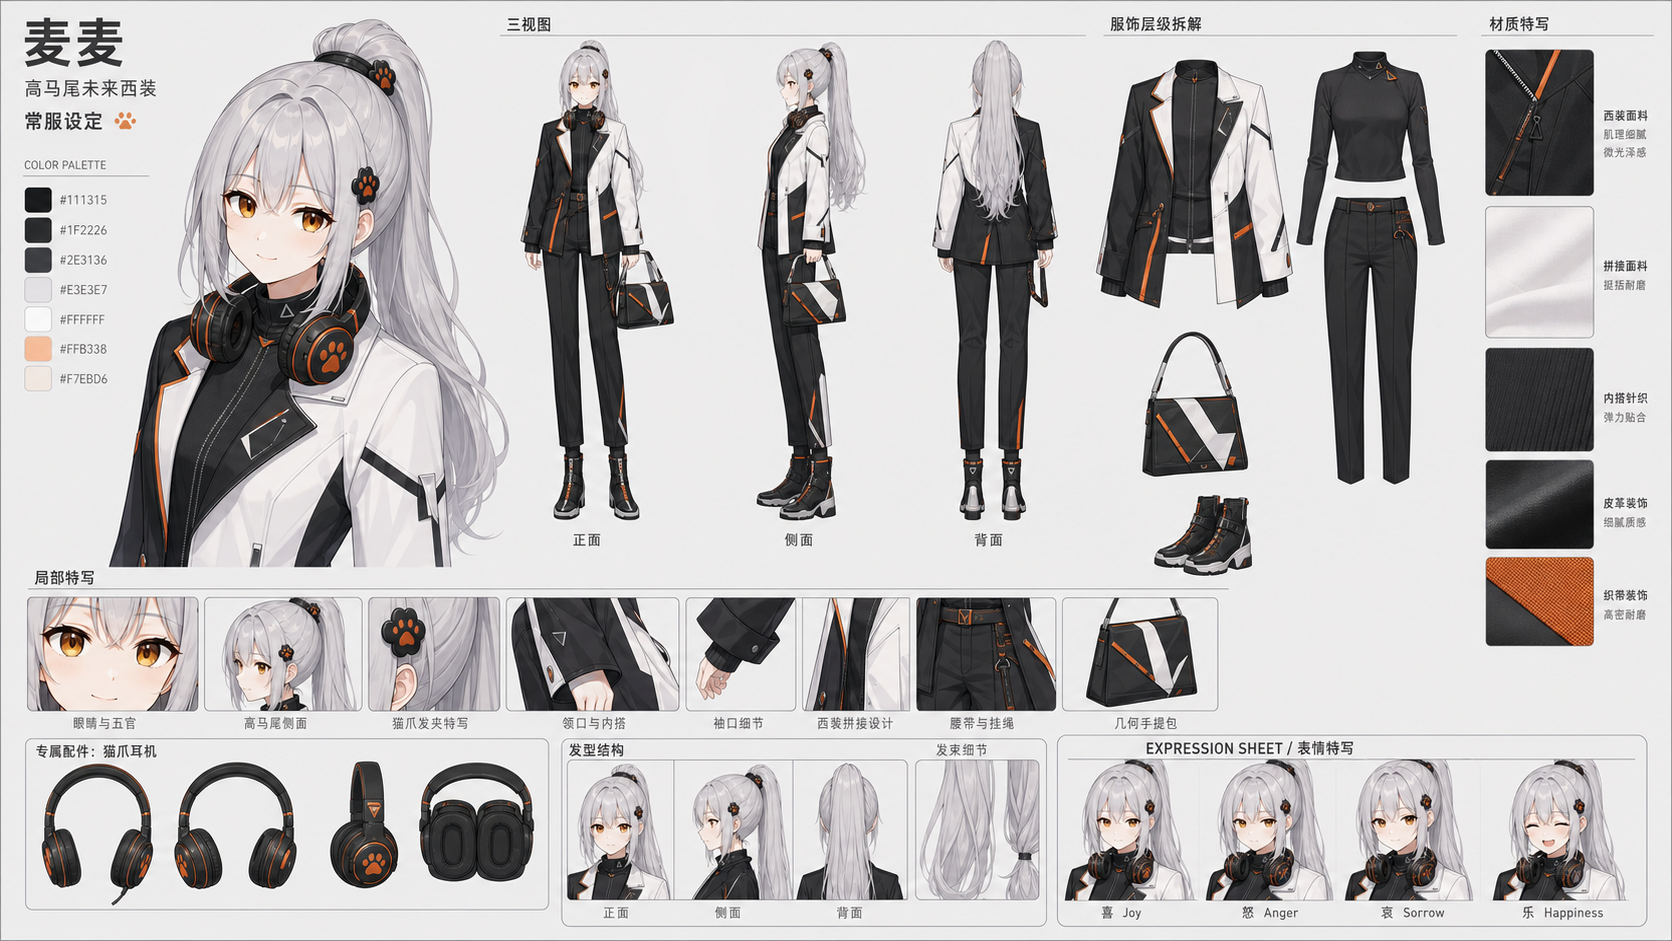 麦麦
高马尾未来西装
常服设定
COLOR PALETTE
#111315
#1F2226
#2E3136
#E3E3E7
#FFFFFF
#FFB338
#F7EBD6
三视图
正面
侧面
背面
服饰层级拆解
材质特写
西装面料
肌理细腻
微光泽感
拼接面料
挺括耐磨
内搭针织
弹力贴合
皮革装饰
细腻质感
织带装饰
高密耐磨
局部特写
眼睛与五官
高马尾侧面
猫爪发夹特写
领口与内搭
袖口细节
西装拼接设计
腰带与挂绳
几何手提包
专属配件：猫爪耳机
发型结构
发束细节
正面
侧面
背面
EXPRESSION SHEET / 表情特写
喜 Joy
怒 Anger
哀 Sorrow
乐 Happiness